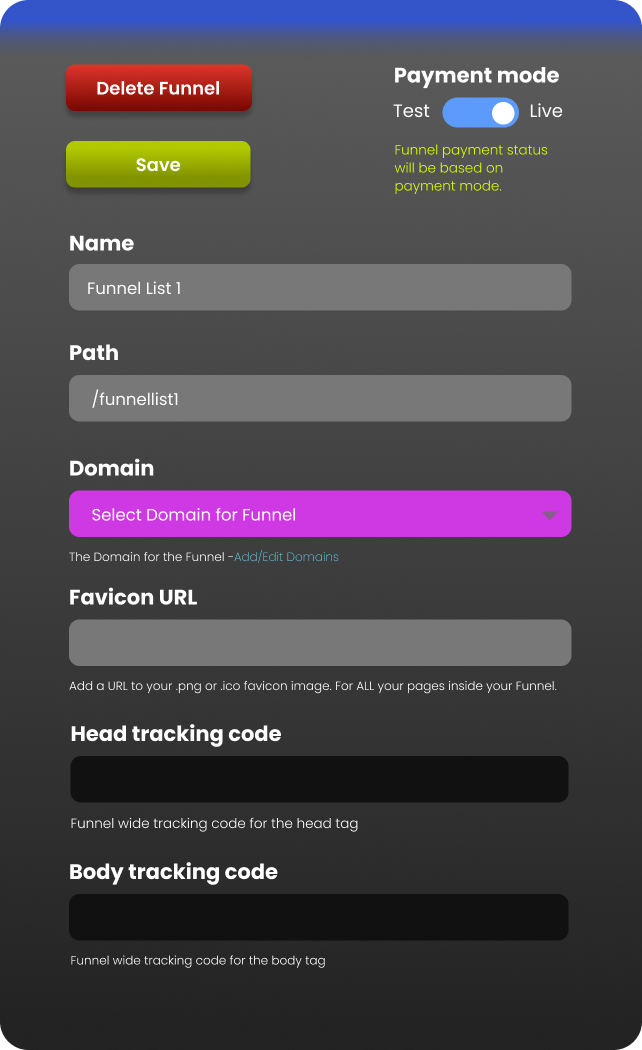 Delete Funnel
Payment mode
Test Live
Funnel payment status
will be based on
payment mode.
Save
Name
Funnel List 1
Path
/funnellist1
Domain
Select Domain for Funnel
The Domain for the Funnel -Add/Edit Domains
Favicon URL
Add a URL to your .png or .ico favicon image. For ALL your pages inside your Funnel.
Head tracking code
Funnel wide tracking code for the head tag
Body tracking code
Funnel wide tracking code for the body tag